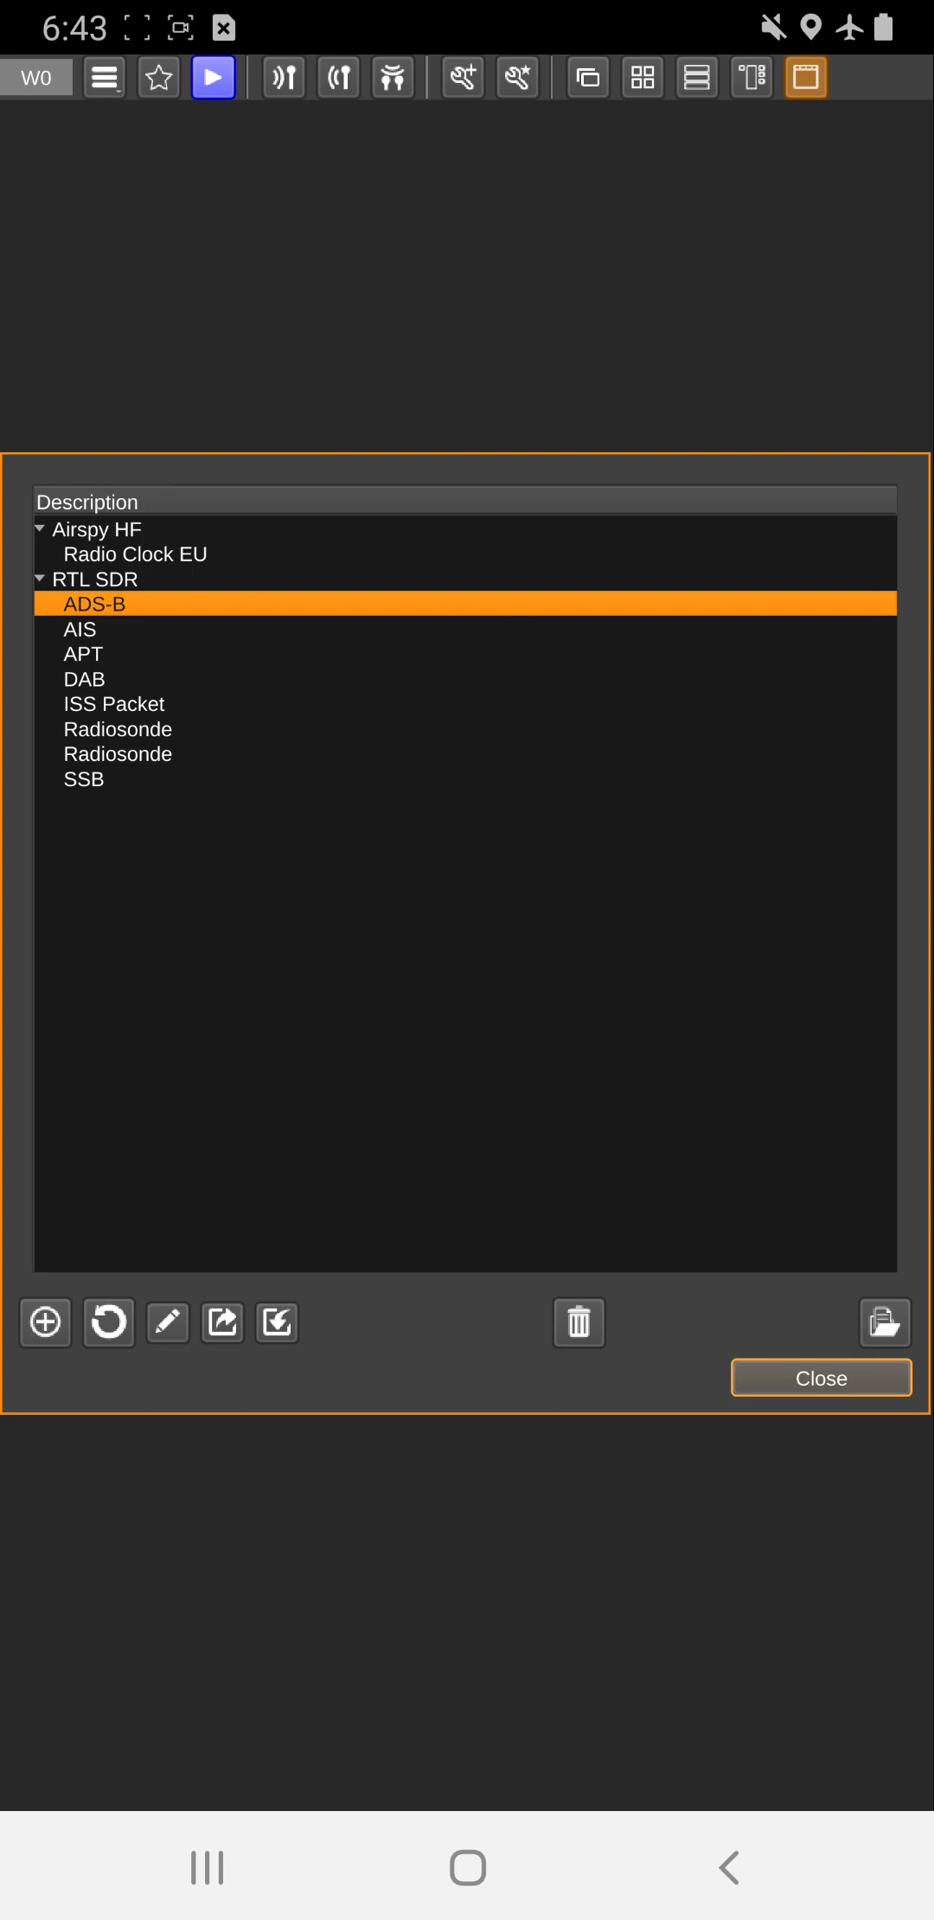 6:43
W0
Description
Airspy HF
Radio Clock EU
RTL SDR
ADS-B
AIS
APT
DAB
ISS Packet
Radiosonde
Radiosonde
SSB
Close